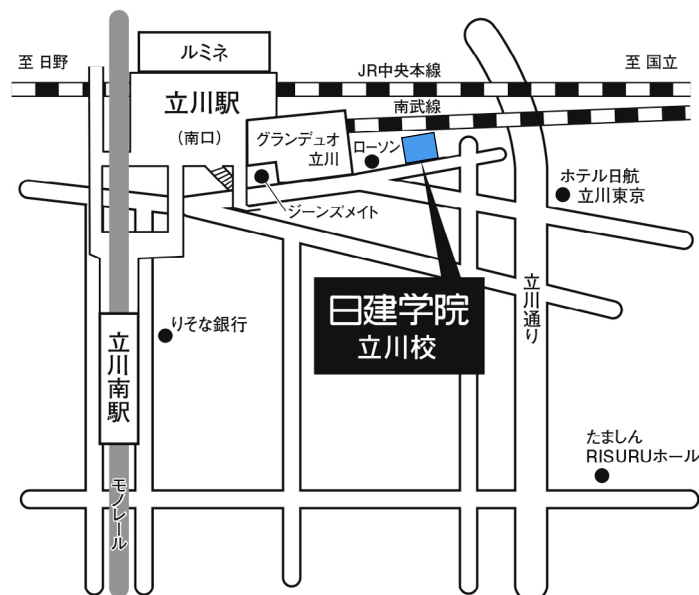 ルミネ
至 日野
JR中央本線
至 国立
立川駅
(南口)
南武線
グランデュオ
立川
ローソン
ホテル日航
立川東京
ジーンズメイト
日建学院
立川校
立川通り
りそな銀行
立川南駅
たましん
RISURUホール
モノレール